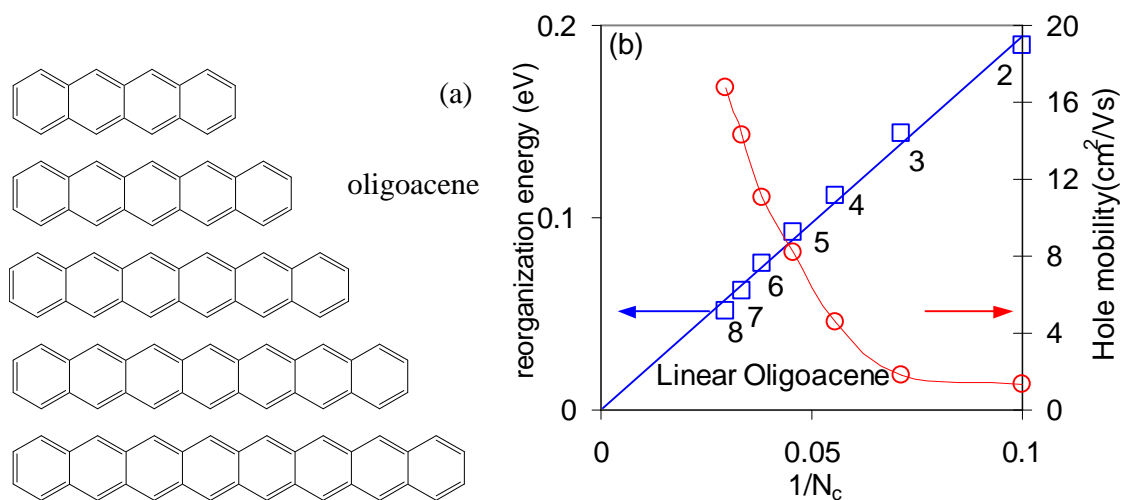 (a)
oligoacene
(b)
reorganization energy (eV)
0.2
0.1
0
20
16
12
8
4
0
Hole mobility(cm²/Vs)
2
3
4
5
6
7
8
Linear Oligoacene
0
0.05
0.1
1/Nc